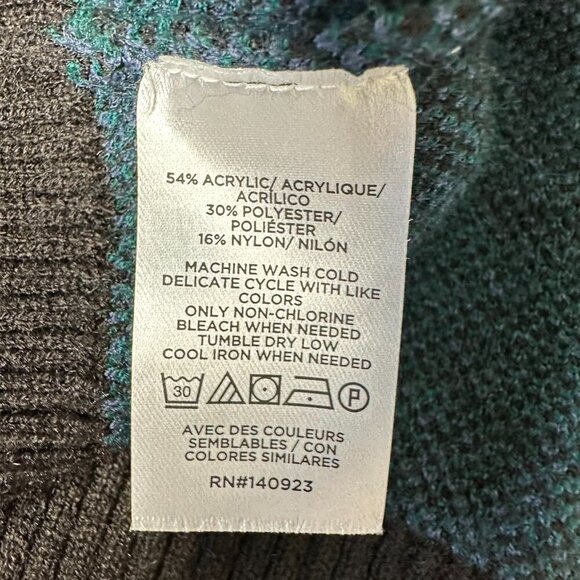 54% ACRYLIC/ ACRYLIQUE/
ACRÍLICO
30% POLYESTER/
POLIÉSTER
16% NYLON/ NILÓN
MACHINE WASH COLD
DELICATE CYCLE WITH LIKE
COLORS
ONLY NON-CHLORINE
BLEACH WHEN NEEDED
TUMBLE DRY LOW
COOL IRON WHEN NEEDED
30 P
AVEC DES COULEURS
SEMBLABLES / CON
COLORES SIMILARES
RN#140923